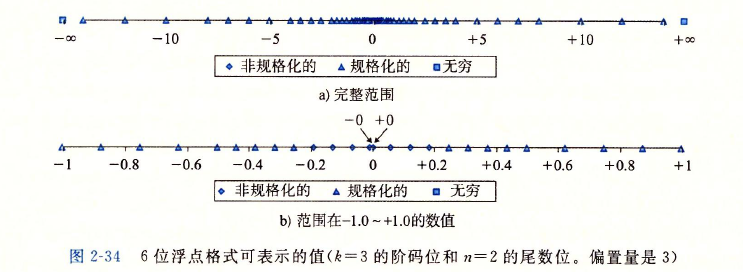 -∞ -10 -5 0 +5 +10 +∞
非规格化的 规格化的 无穷
a) 完整范围
-0 +0
-1 -0.8 -0.6 -0.4 -0.2 0 +0.2 +0.4 +0.6 +0.8 +1
非规格化的 规格化的 无穷
b) 范围在-1.0～+1.0的数值
图 2-34 6 位浮点格式可表示的值(k=3 的阶码位和 n=2 的尾数位。偏置量是 3)